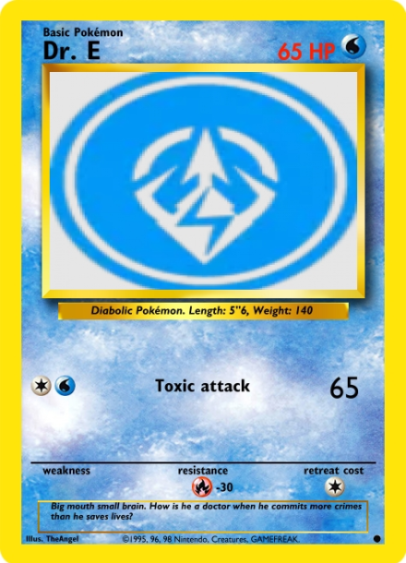 Basic Pokémon
Dr. E
65 HP
Diabolic Pokémon. Length: 5"6, Weight: 140
Toxic attack
65
weakness
resistance
retreat cost
-30
Big mouth small brain. How is he a doctor when he commits more crimes
than he saves lives?
Illus. TheAngel
©1995, 96, 98 Nintendo, Creatures, GAMEFREAK.